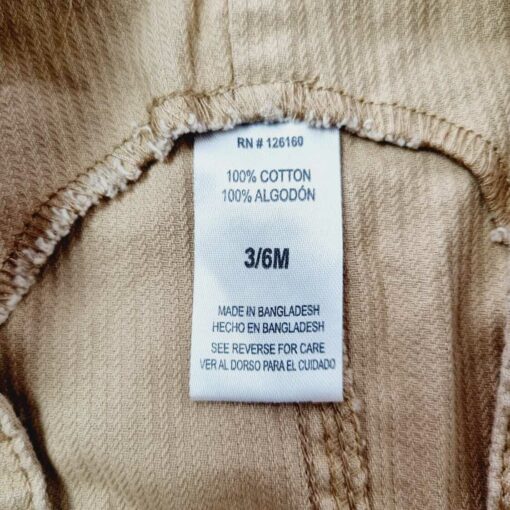 RN # 126160
100% COTTON
100% ALGODÓN
3/6M
MADE IN BANGLADESH
HECHO EN BANGLADESH
SEE REVERSE FOR CARE
VER AL DORSO PARA EL CUIDADO